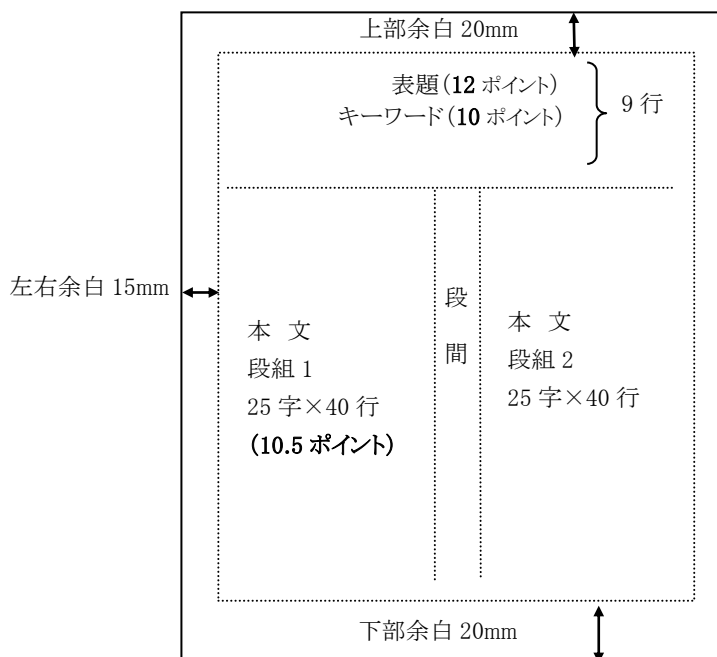 上部余白 20mm
表題（12 ポイント）
キーワード（10 ポイント）
9 行
左右余白 15mm
本 文
段組 1
25 字×40 行
(10.5 ポイント)
段
間
本 文
段組 2
25 字×40 行
下部余白 20mm